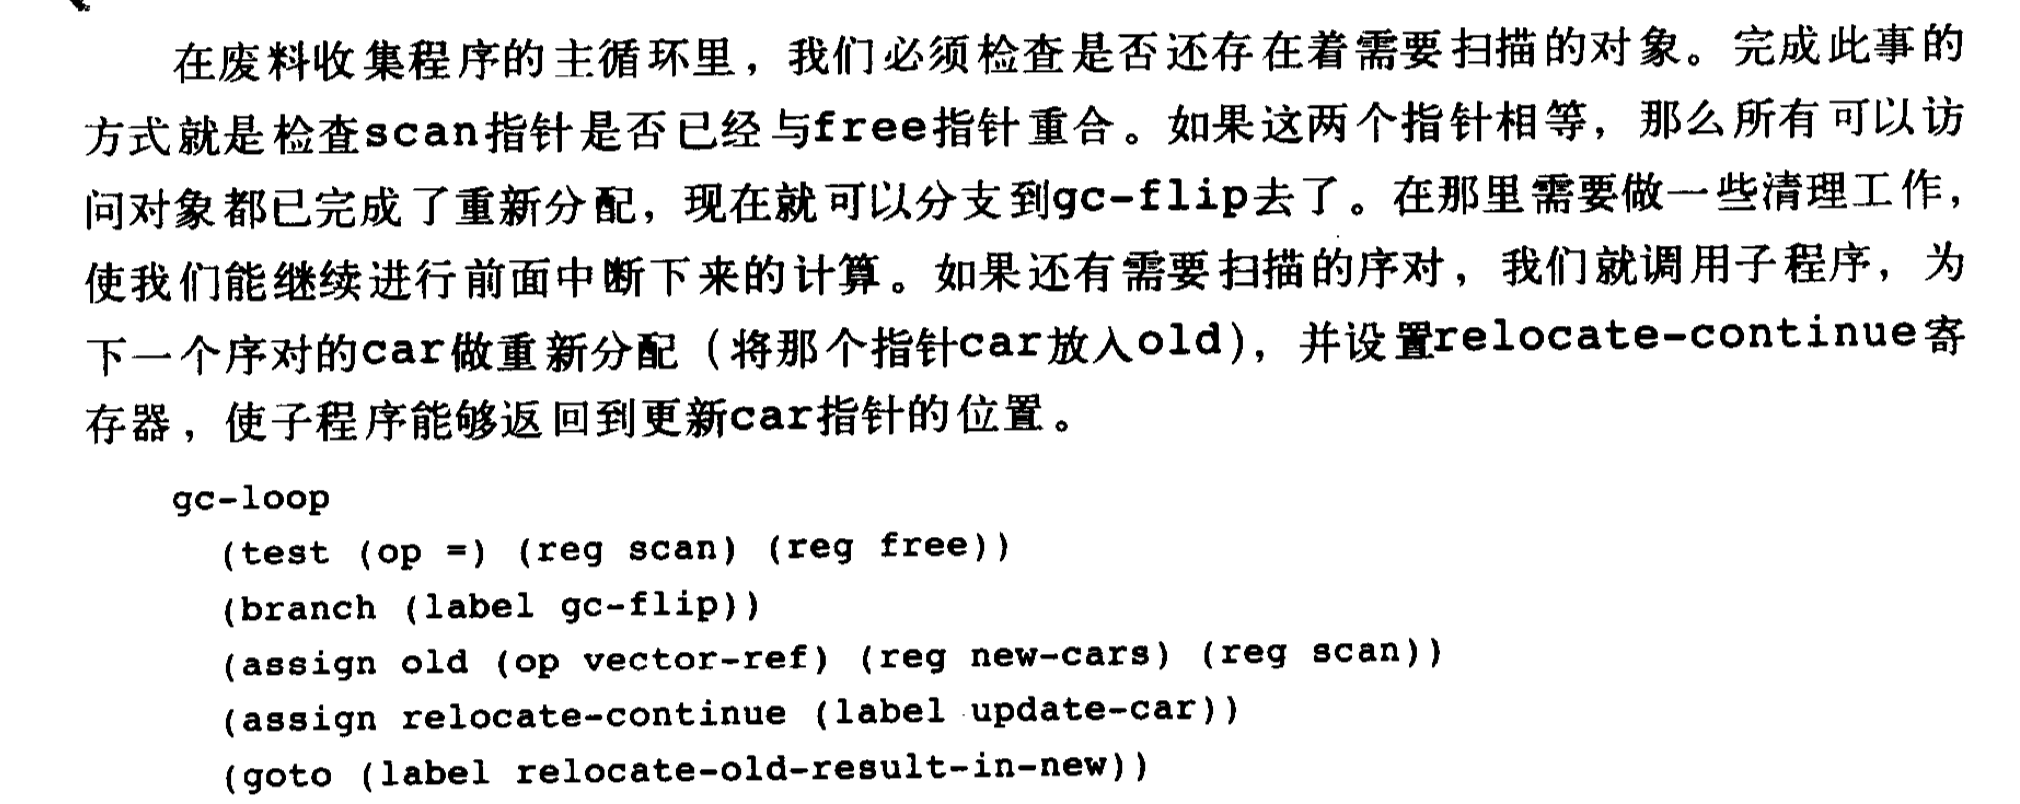 在废料收集程序的主循环里，我们必须检查是否还存在着需要扫描的对象。完成此事的
方式就是检查scan指针是否已经与free指针重合。如果这两个指针相等，那么所有可以访
问对象都已完成了重新分配，现在就可以分支到gc-flip去了。在那里需要做一些清理工作，
使我们能继续进行前面中断下来的计算。如果还有需要扫描的序对，我们就调用子程序，为
下一个序对的car做重新分配（将那个指针car放入old），并设置relocate-continue寄
存器，使子程序能够返回到更新car指针的位置。
gc-loop
(test (op =) (reg scan) (reg free))
(branch (label gc-flip))
(assign old (op vector-ref) (reg new-cars) (reg scan))
(assign relocate-continue (label update-car))
(goto (label relocate-old-result-in-new))